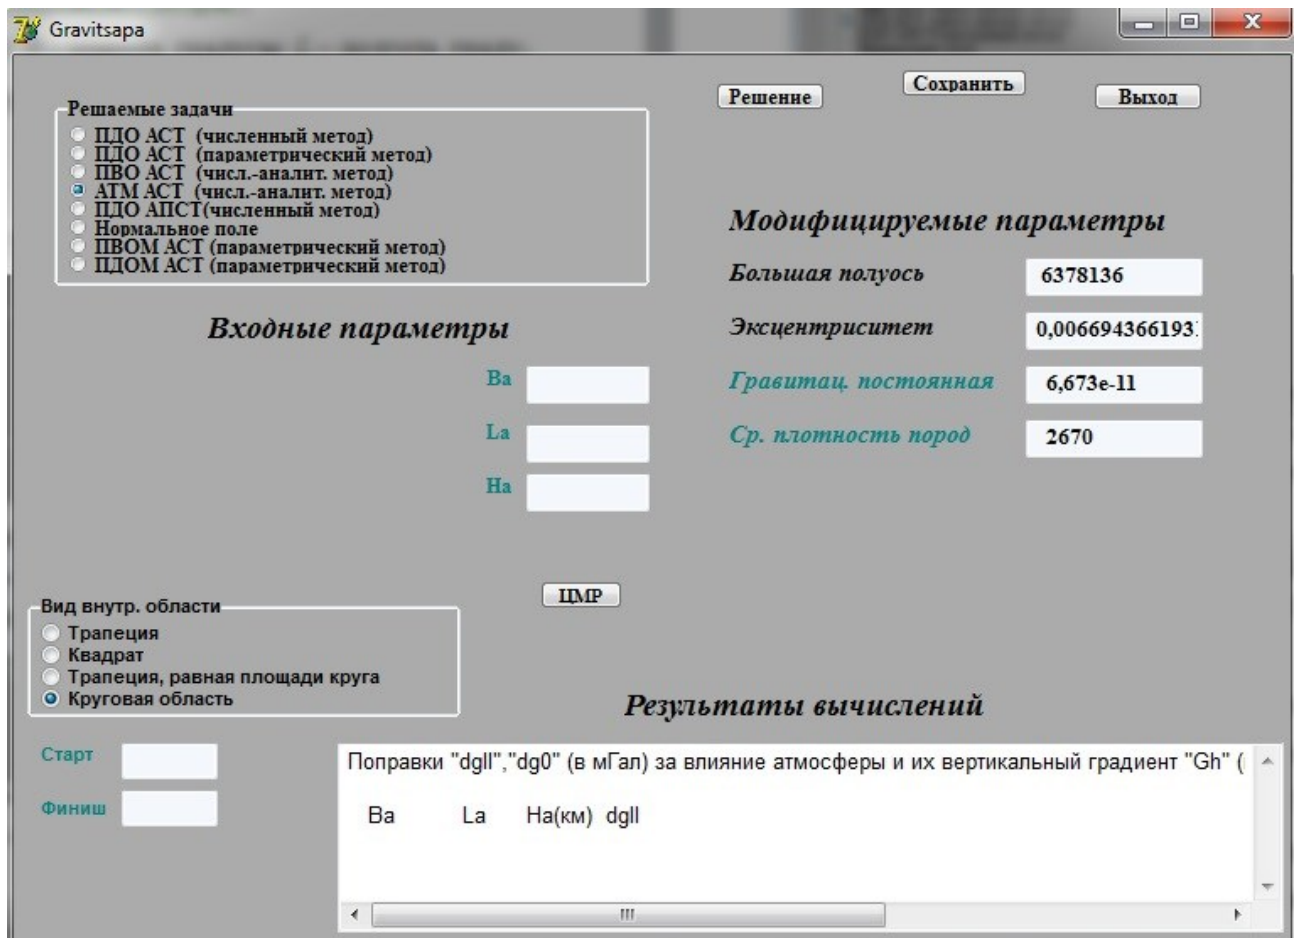 Gravitsapa
Решение
Сохранить
Выход
Решаемые задачи
ПДО АСТ (численный метод)
ПДО АСТ (параметрический метод)
ПВО АСТ (числ.-аналит. метод)
АТМ АСТ (числ.-аналит. метод)
ПДО АПСТ(численный метод)
Нормальное поле
ПВОМ АСТ (параметрический метод)
ПДОМ АСТ (параметрический метод)
Модифицируемые параметры
Большая полуось 6378136
Эксцентриситет 0,006694366193
Гравитац. постоянная 6,673e-11
Ср. плотность пород 2670
Входные параметры
Ba
La
Ha
ЦМР
Вид внутр. области
Трапеция
Квадрат
Трапеция, равная площади круга
Круговая область
Результаты вычислений
Старт
Финиш
Поправки "dgll","dg0" (в мГал) за влияние атмосферы и их вертикальный градиент "Gh" (
Ba La Ha(км) dgll